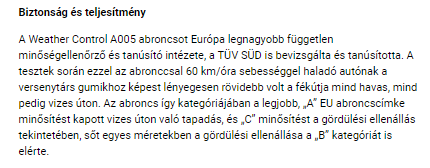 Biztonság és teljesítmény
A Weather Control A005 abroncsot Európa legnagyobb független
minőségellenőrző és tanúsító intézete, a TÜV SÜD is bevizsgálta és tanúsította. A
tesztek során ezzel az abronccsal 60 km/óra sebességgel haladó autónak a
versenytárs gumikhoz képest lényegesen rövidebb volt a fékútja mind havas, mind
pedig vizes úton. Az abroncs így kategóriájában a legjobb, „A” EU abroncscímke
minősítést kapott vizes úton való tapadás, és „C” minősítést a gördülési ellenállás
tekintetében, sőt egyes méretekben a gördülési ellenállása a „B” kategóriát is
elérte.